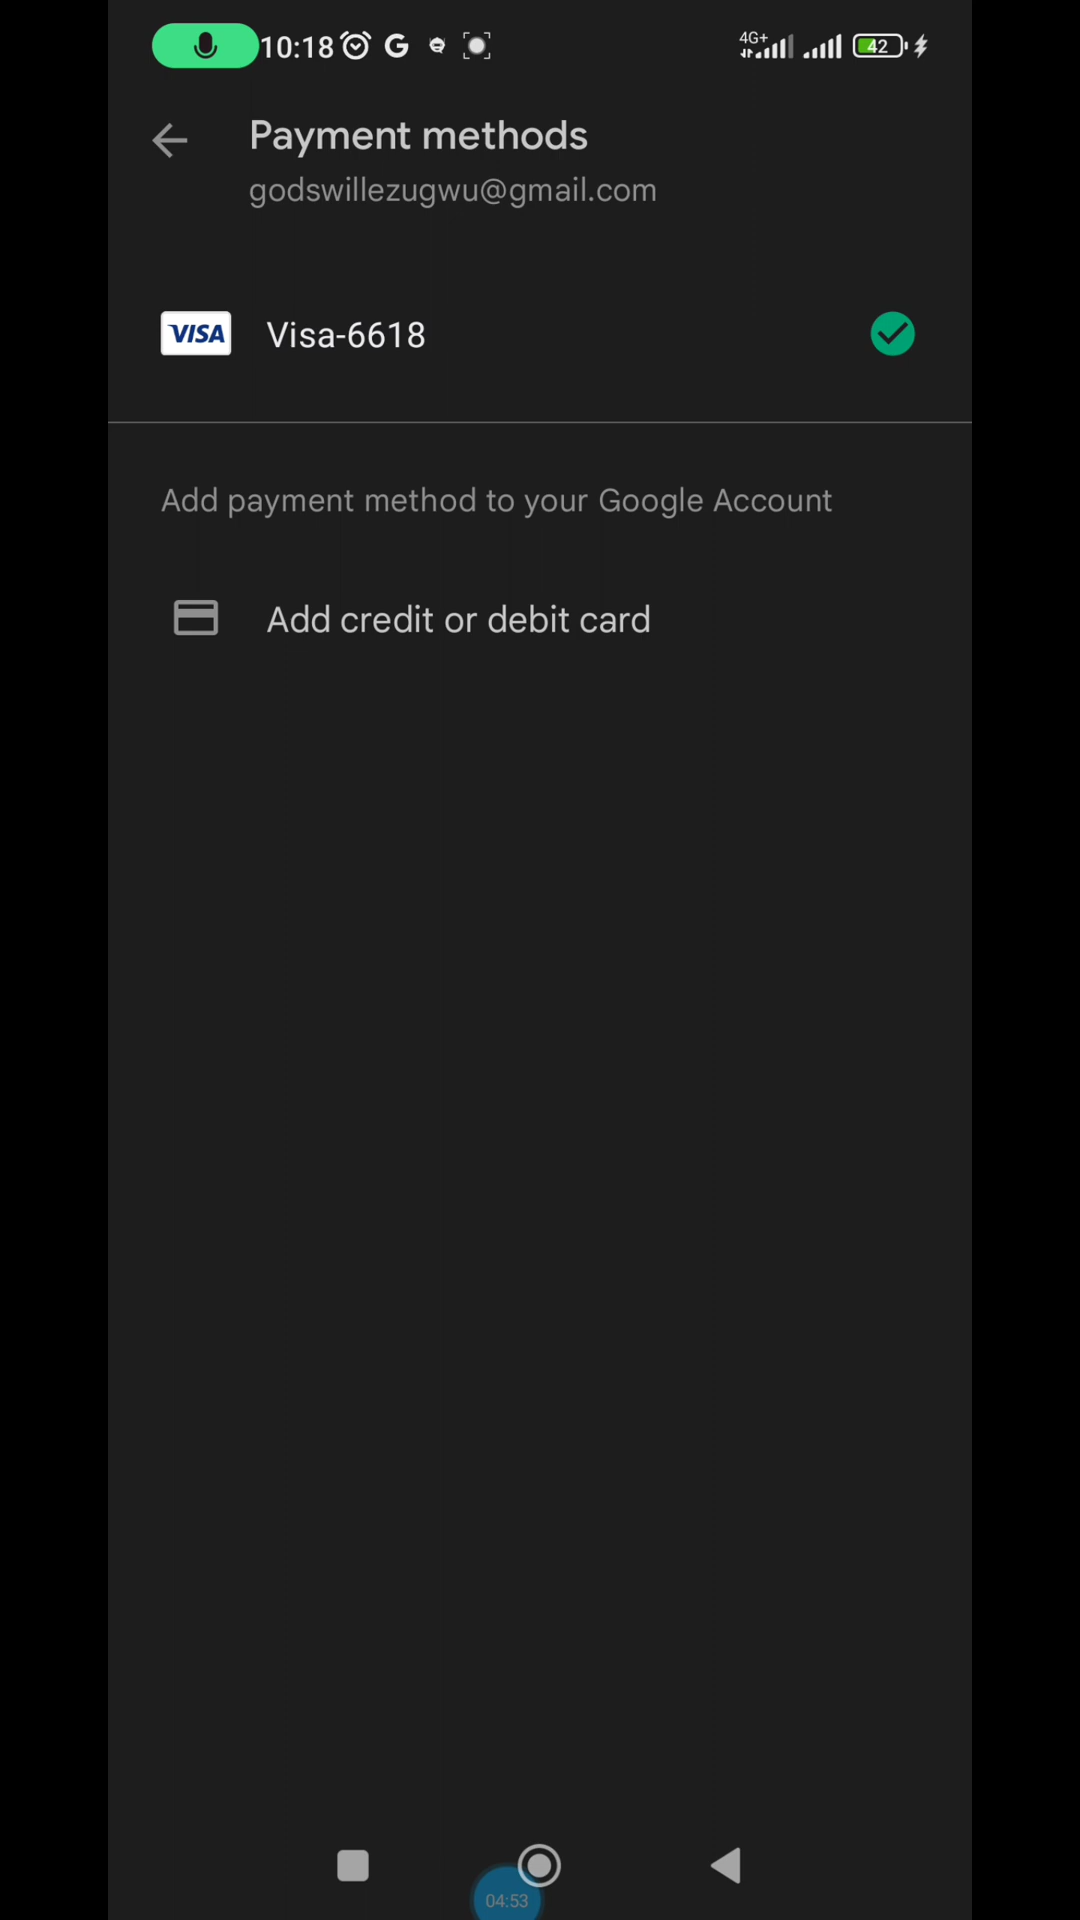 10:18 4G+ 42
Payment methods
godswillezugwu@gmail.com
VISA Visa-6618
Add payment method to your Google Account
Add credit or debit card
04:53